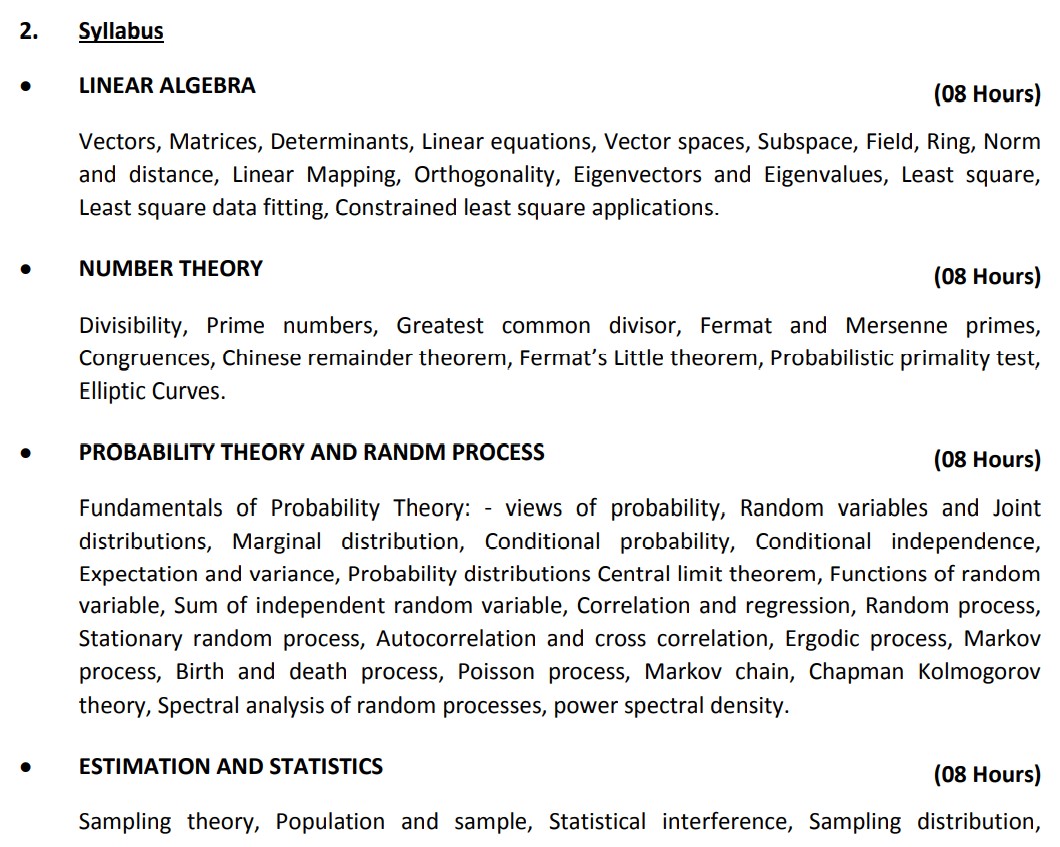 2. Syllabus
• LINEAR ALGEBRA (08 Hours)
Vectors, Matrices, Determinants, Linear equations, Vector spaces, Subspace, Field, Ring, Norm
and distance, Linear Mapping, Orthogonality, Eigenvectors and Eigenvalues, Least square,
Least square data fitting, Constrained least square applications.
• NUMBER THEORY (08 Hours)
Divisibility, Prime numbers, Greatest common divisor, Fermat and Mersenne primes,
Congruences, Chinese remainder theorem, Fermat’s Little theorem, Probabilistic primality test,
Elliptic Curves.
• PROBABILITY THEORY AND RANDM PROCESS (08 Hours)
Fundamentals of Probability Theory: - views of probability, Random variables and Joint
distributions, Marginal distribution, Conditional probability, Conditional independence,
Expectation and variance, Probability distributions Central limit theorem, Functions of random
variable, Sum of independent random variable, Correlation and regression, Random process,
Stationary random process, Autocorrelation and cross correlation, Ergodic process, Markov
process, Birth and death process, Poisson process, Markov chain, Chapman Kolmogorov
theory, Spectral analysis of random processes, power spectral density.
• ESTIMATION AND STATISTICS (08 Hours)
Sampling theory, Population and sample, Statistical interference, Sampling distribution,